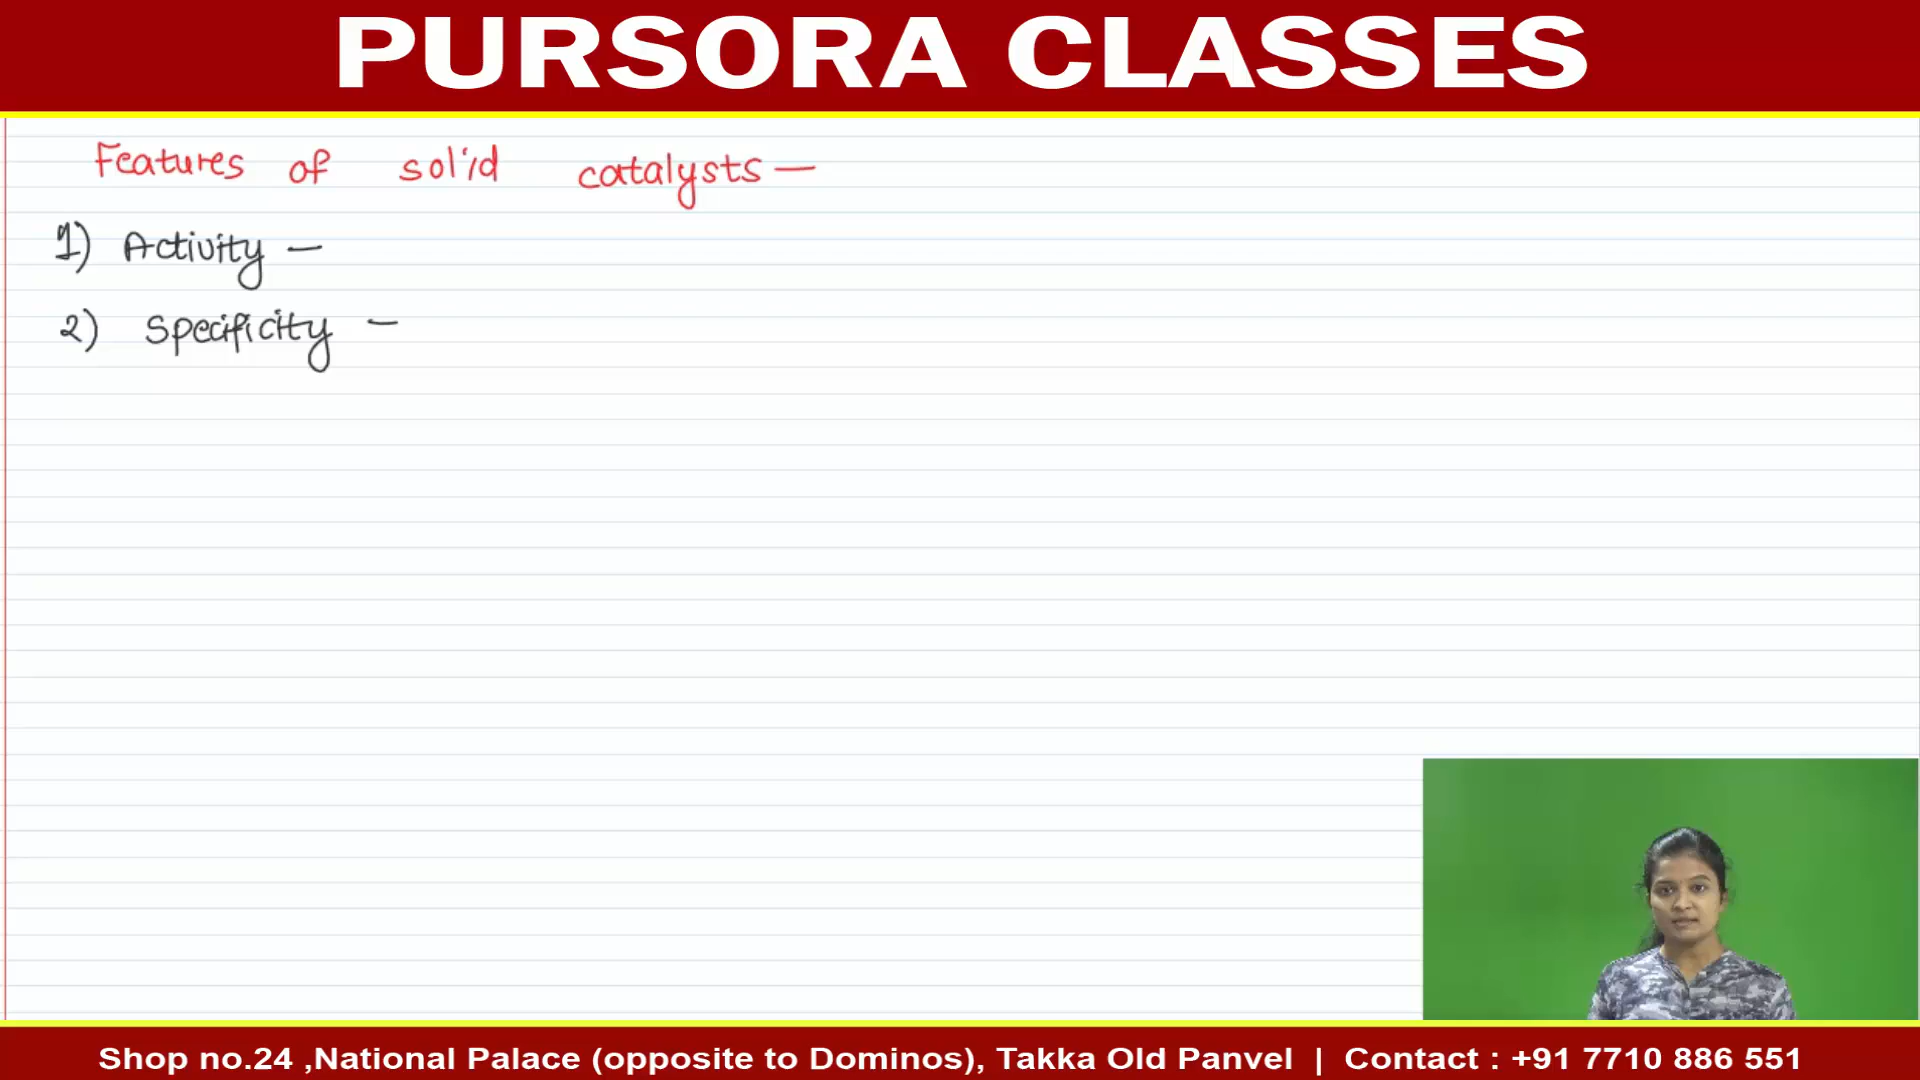 PURSORA CLASSES
Features of solid catalysts —
1) Activity —
2) Specificity —
Shop no.24 ,National Palace (opposite to Dominos), Takka Old Panvel | Contact : +91 7710 886 551